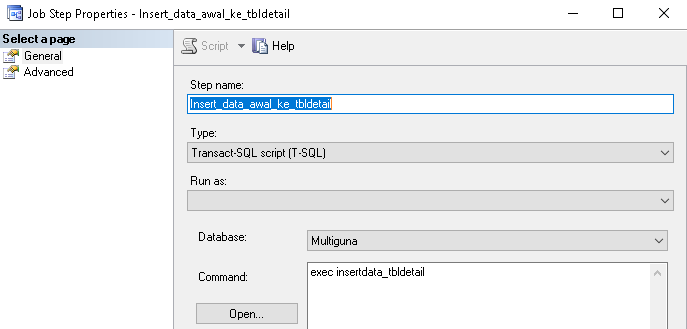 Job Step Properties - Insert_data_awal_ke_tbldetail
Select a page
General
Advanced
Script
Help
Step name:
Insert_data_awal_ke_tbldetail
Type:
Transact-SQL script (T-SQL)
Run as:
Database:
Multiguna
Command:
exec insertdata_tbldetail
Open...